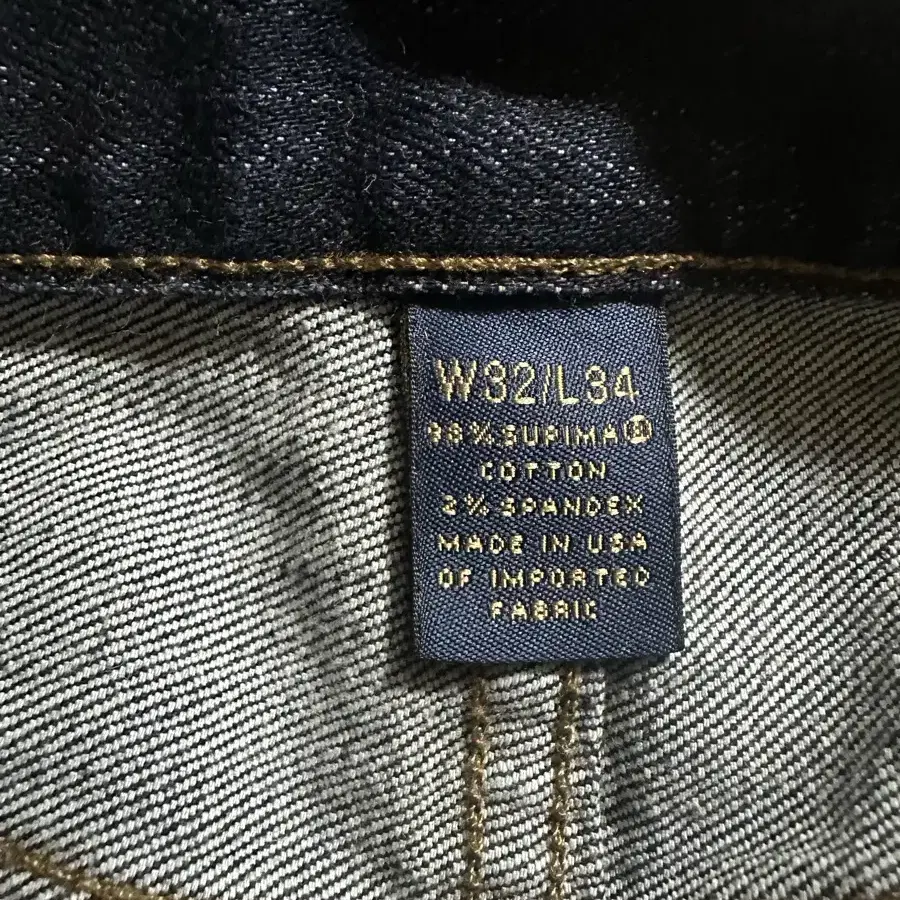 W32/L34
98% SUPIMA®
COTTON
2% SPANDEX
MADE IN USA
OF IMPORTED
FABRIC